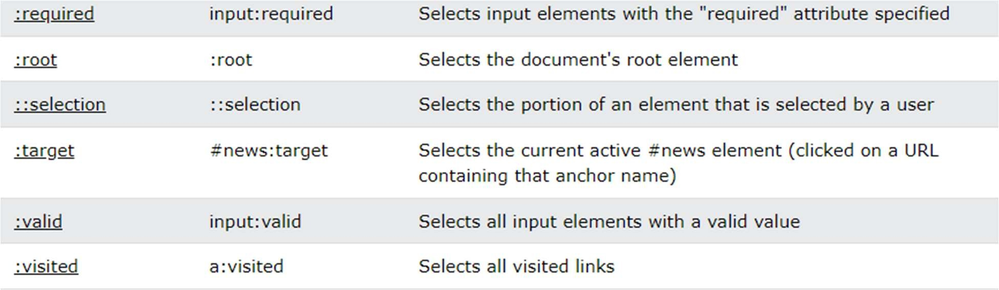 :required input:required Selects input elements with the "required" attribute specified
:root :root Selects the document's root element
::selection ::selection Selects the portion of an element that is selected by a user
:target #news:target Selects the current active #news element (clicked on a URL
containing that anchor name)
:valid input:valid Selects all input elements with a valid value
:visited a:visited Selects all visited links